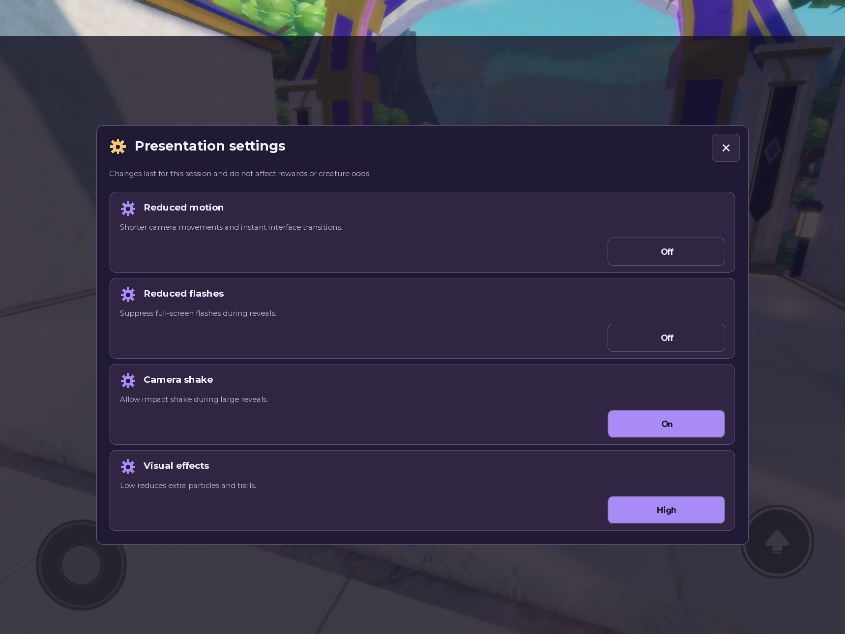 Presentation settings
Changes last for this session and do not affect rewards or creature odds
Reduced motion
Shorter camera movements and instant interface transitions.
Off
Reduced flashes
Suppress full-screen flashes during reveals.
Off
Camera shake
Allow impact shake during large reveals.
On
Visual effects
Low reduces extra particles and trails.
High